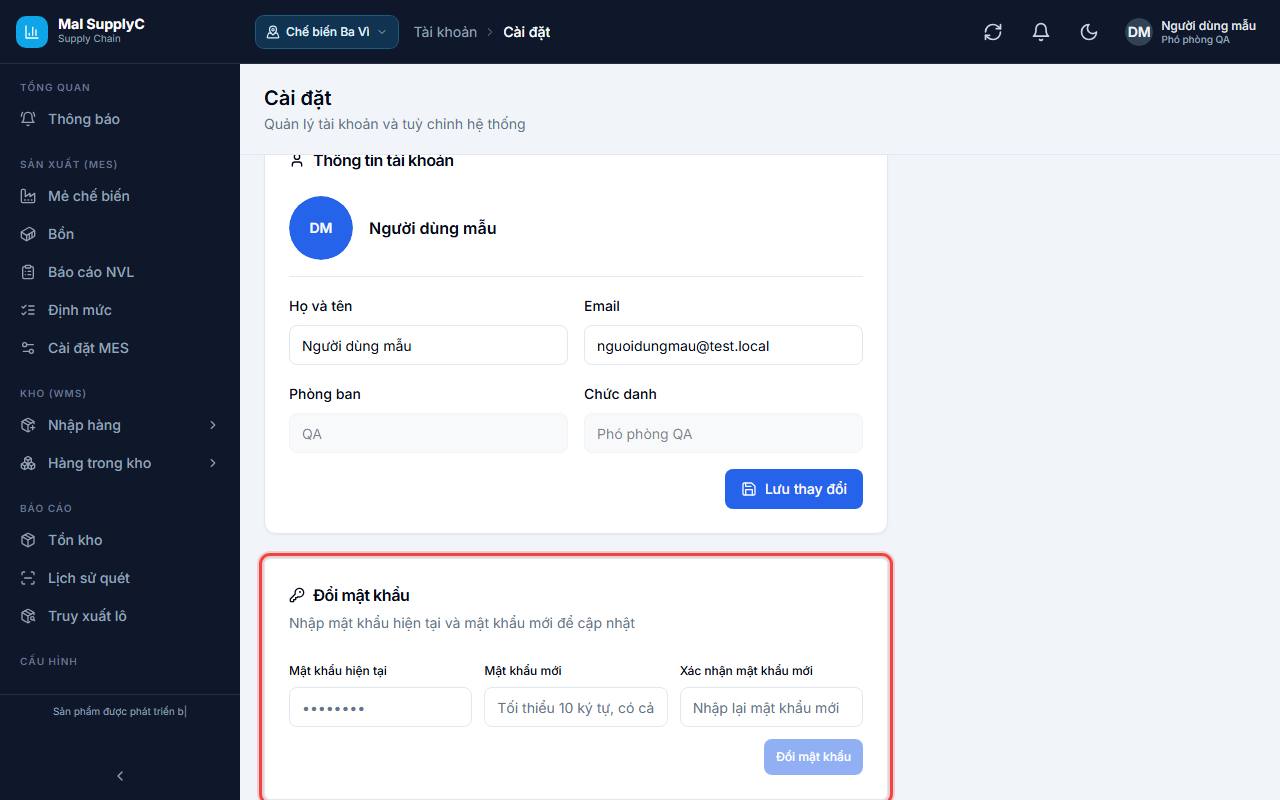 Mal SupplyC
Supply Chain
Chế biến Ba Vì
Tài khoản
Cài đặt
DM
Người dùng mẫu
Phó phòng QA
TỔNG QUAN
Thông báo
SẢN XUẤT (MES)
Mẻ chế biến
Bồn
Báo cáo NVL
Định mức
Cài đặt MES
KHO (WMS)
Nhập hàng
Hàng trong kho
BÁO CÁO
Tồn kho
Lịch sử quét
Truy xuất lô
CẤU HÌNH
Sản phẩm được phát triển b|
Cài đặt
Quản lý tài khoản và tuỳ chỉnh hệ thống
Thông tin tài khoản
DM
Người dùng mẫu
Họ và tên
Email
Người dùng mẫu
nguoidungmau@test.local
Phòng ban
Chức danh
QA
Phó phòng QA
Lưu thay đổi
Đổi mật khẩu
Nhập mật khẩu hiện tại và mật khẩu mới để cập nhật
Mật khẩu hiện tại
Mật khẩu mới
Xác nhận mật khẩu mới
••••••••
Tối thiểu 10 ký tự, có cả
Nhập lại mật khẩu mới
Đổi mật khẩu